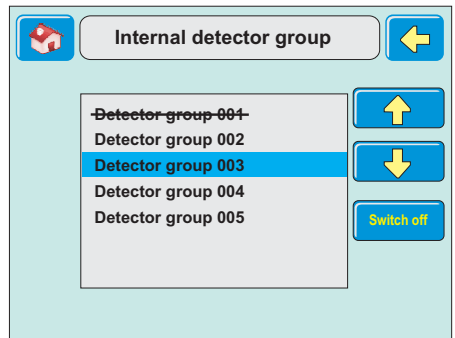 Internal detector group
Detector group 001
Detector group 002
Detector group 003
Detector group 004
Detector group 005
Switch off